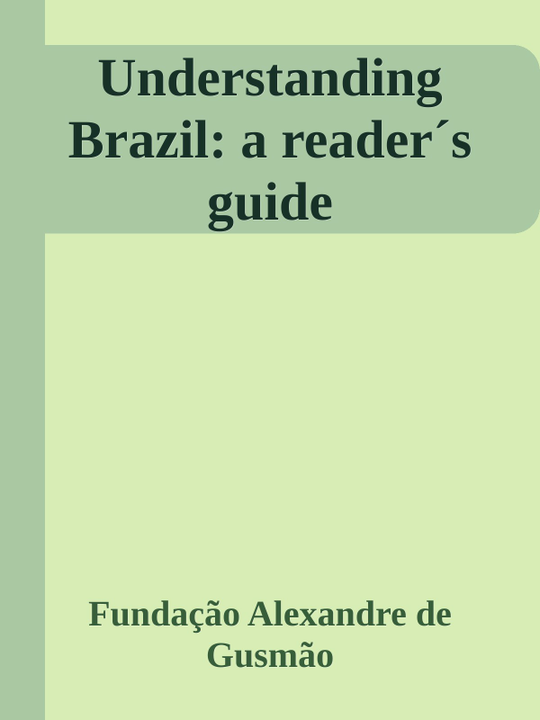 Understanding
Brazil: a reader´s
guide
Fundação Alexandre de
Gusmão